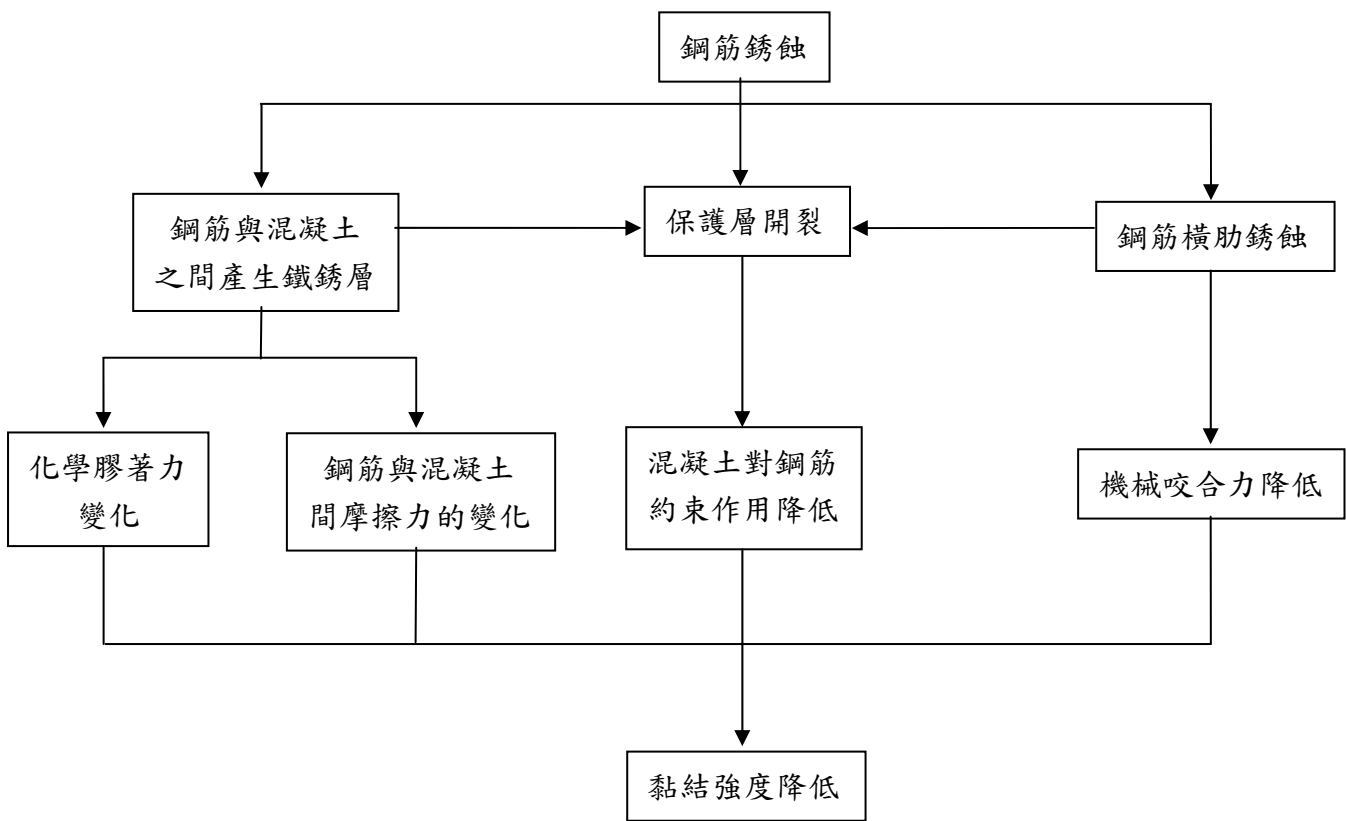 鋼筋銹蝕
鋼筋與混凝土
之間產生鐵銹層
保護層開裂
鋼筋橫肋銹蝕
化學膠著力
變化
鋼筋與混凝土
間摩擦力的變化
混凝土對鋼筋
約束作用降低
機械咬合力降低
黏結強度降低